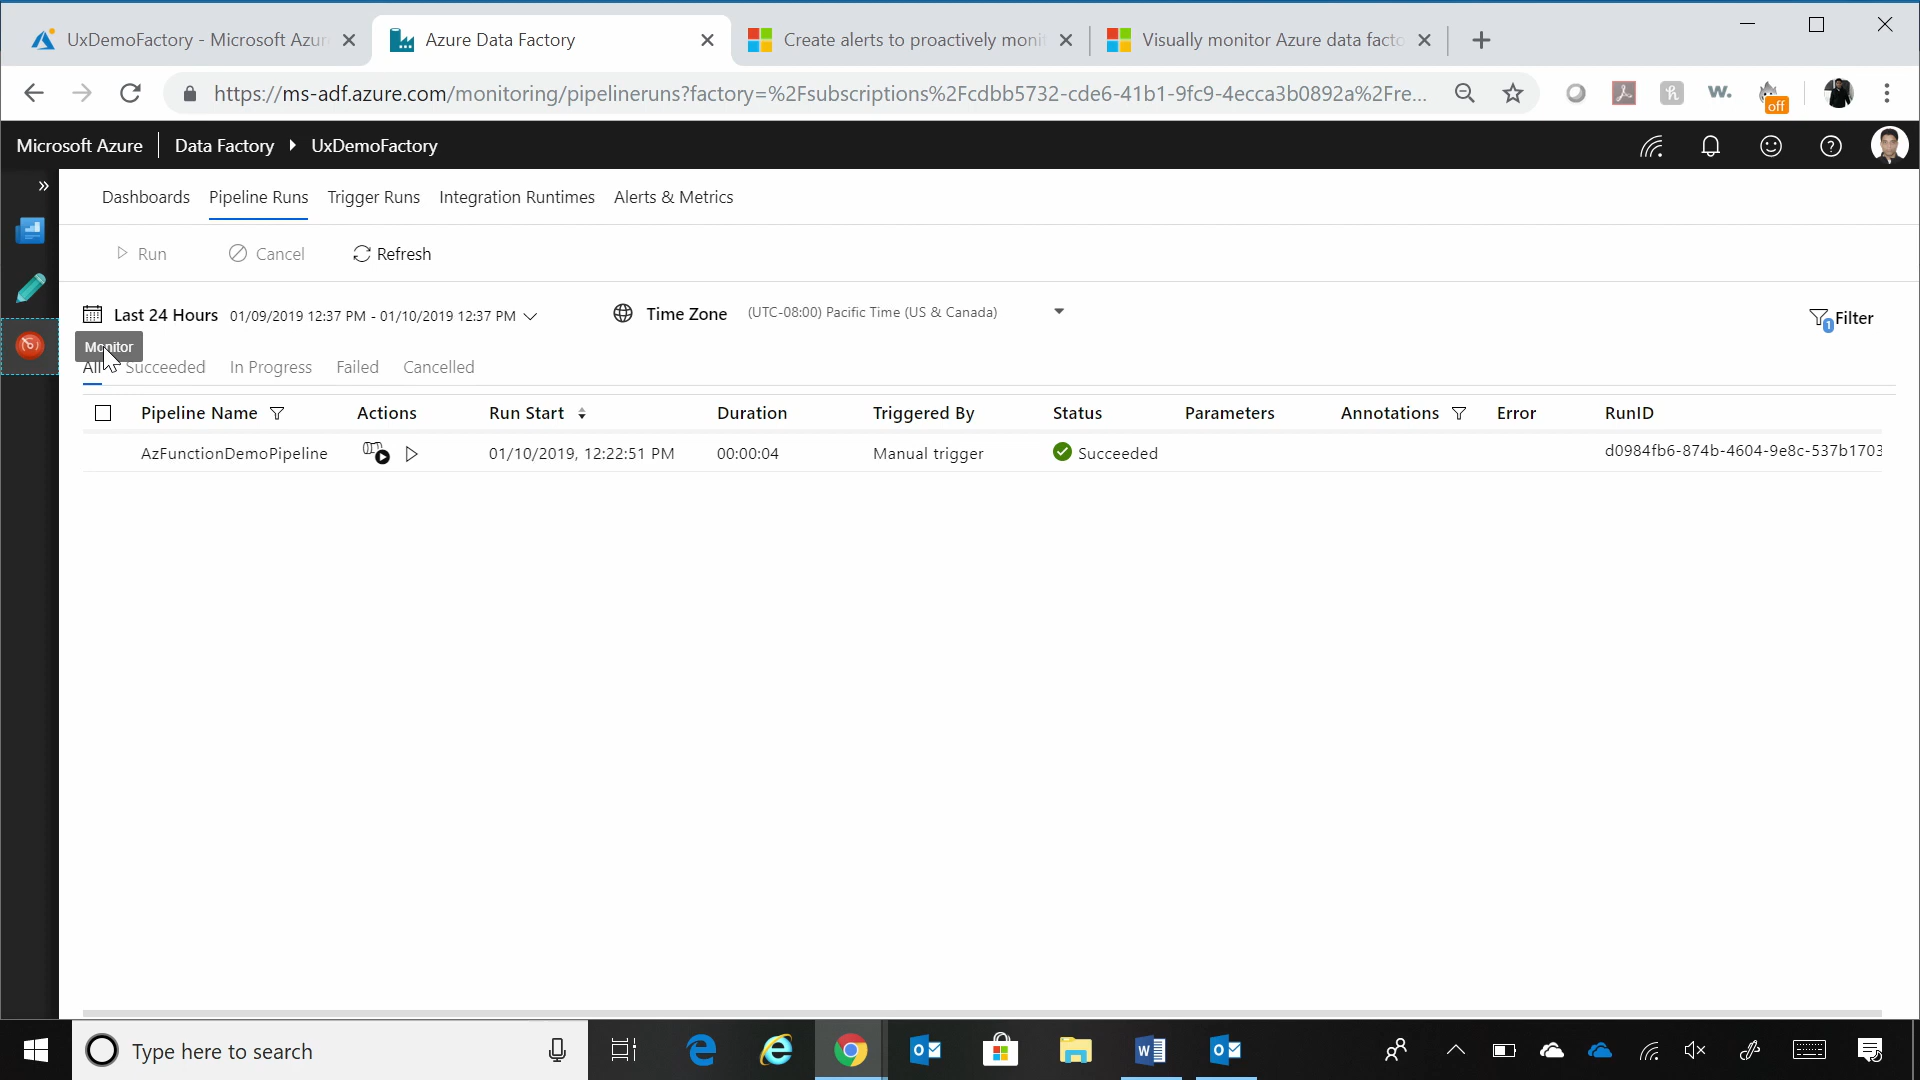 UxDemoFactory - Microsoft Azur
Azure Data Factory
Create alerts to proactively moni
Visually monitor Azure data facto
https://ms-adf.azure.com/monitoring/pipelineruns?factory=%2Fsubscriptions%2Fcdbb5732-cde6-41b1-9fc9-4ecca3b0892a%2Fre...
off
Microsoft Azure
Data Factory
UxDemoFactory
Dashboards
Pipeline Runs
Trigger Runs
Integration Runtimes
Alerts & Metrics
Run
Cancel
Refresh
Last 24 Hours
01/09/2019 12:37 PM - 01/10/2019 12:37 PM
Time Zone
(UTC-08:00) Pacific Time (US & Canada)
1
Filter
Monitor
All
Succeeded
In Progress
Failed
Cancelled
Pipeline Name
Actions
Run Start
Duration
Triggered By
Status
Parameters
Annotations
Error
RunID
AzFunctionDemoPipeline
01/10/2019, 12:22:51 PM
00:00:04
Manual trigger
Succeeded
d0984fb6-874b-4604-9e8c-537b1703
Type here to search